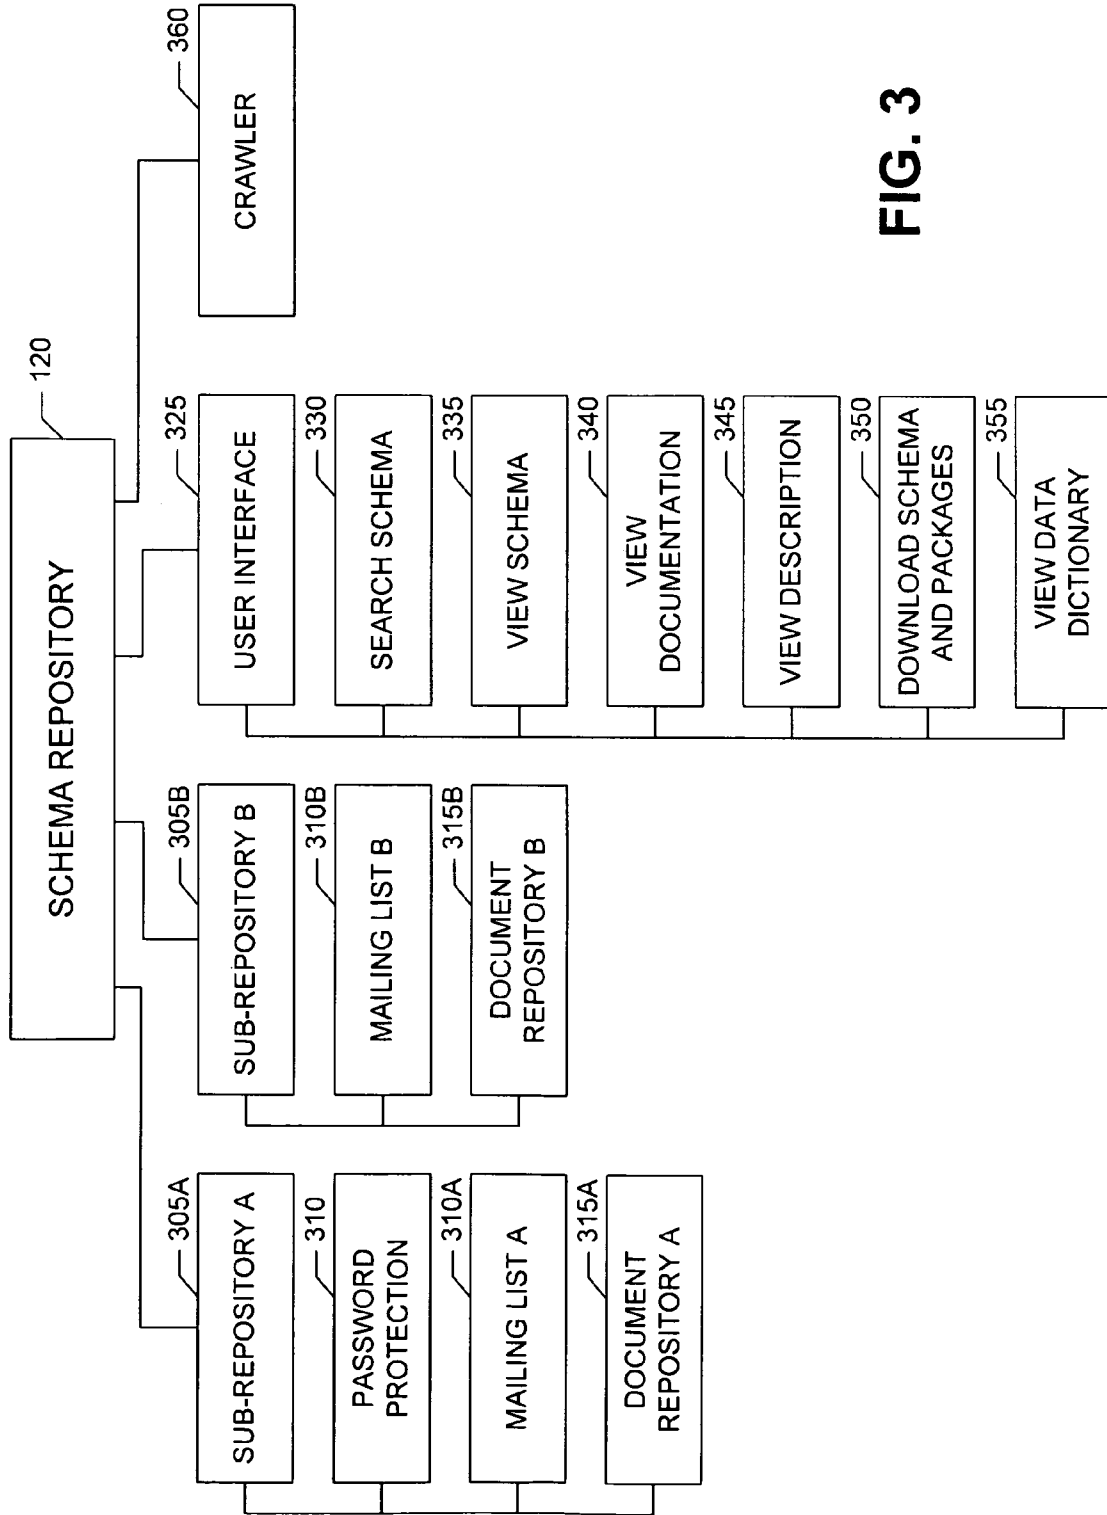 SCHEMA REPOSITORY
120
SUB-REPOSITORY A
305A
PASSWORD
PROTECTION
310
MAILING LIST A
310A
DOCUMENT
REPOSITORY A
315A
SUB-REPOSITORY B
305B
MAILING LIST B
310B
DOCUMENT
REPOSITORY B
315B
USER INTERFACE
325
SEARCH SCHEMA
330
VIEW SCHEMA
335
VIEW
DOCUMENTATION
340
VIEW DESCRIPTION
345
DOWNLOAD SCHEMA
AND PACKAGES
350
VIEW DATA
DICTIONARY
355
CRAWLER
360
FIG. 3